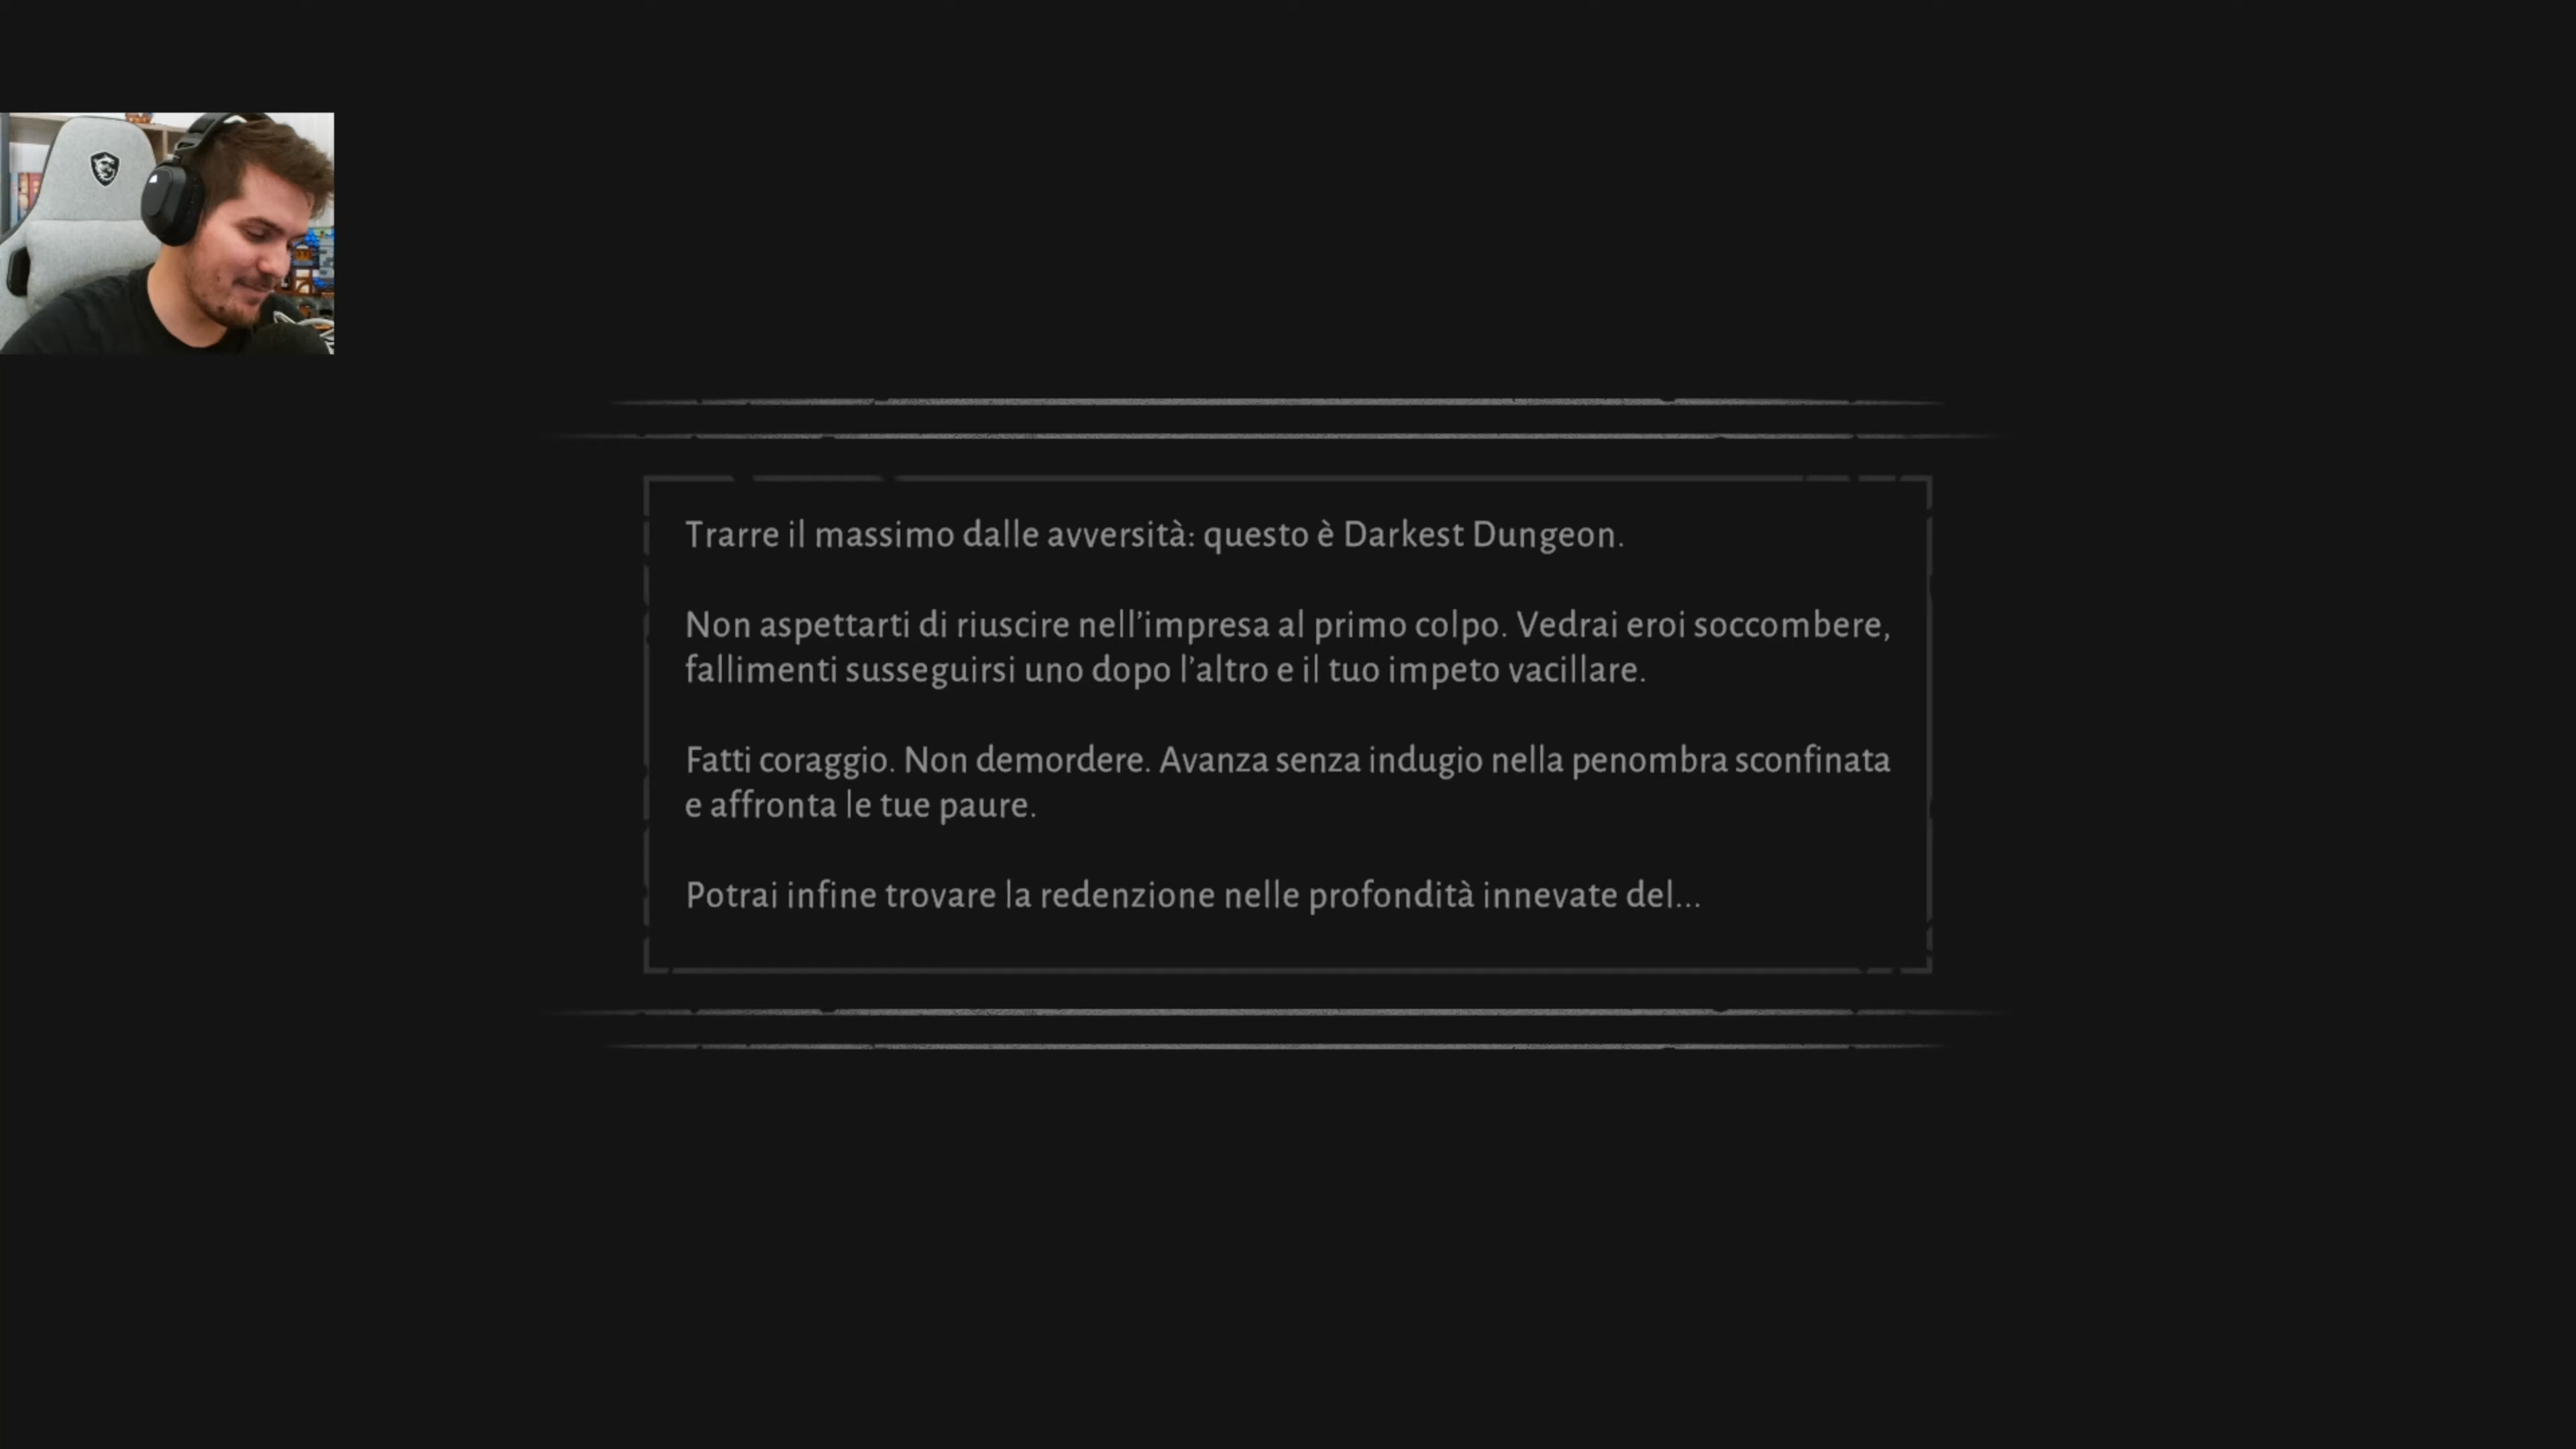 Trarre il massimo dalle avversità: questo è Darkest Dungeon.
Non aspettarti di riuscire nell'impresa al primo colpo. Vedrai eroi soccombere,
fallimenti susseguirsi uno dopo l'altro e il tuo impeto vacillare.
Fatti coraggio. Non demordere. Avanza senza indugio nella penombra sconfinata
e affronta le tue paure.
Potrai infine trovare la redenzione nelle profondità innevate del...